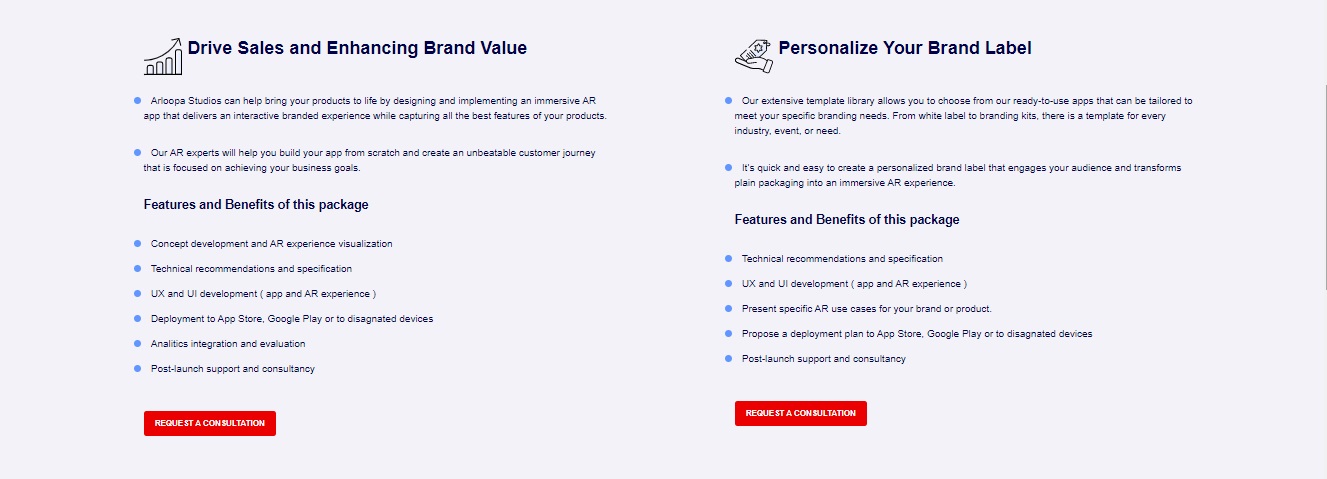 Drive Sales and Enhancing Brand Value
Arloopa Studios can help bring your products to life by designing and implementing an immersive AR
app that delivers an interactive branded experience while capturing all the best features of your products.
Our AR experts will help you build your app from scratch and create an unbeatable customer journey
that is focused on achieving your business goals.
Features and Benefits of this package
Concept development and AR experience visualization
Technical recommendations and specification
UX and UI development ( app and AR experience )
Deployment to App Store, Google Play or to disagnated devices
Analitics integration and evaluation
Post-launch support and consultancy
REQUEST A CONSULTATION
Personalize Your Brand Label
Our extensive template library allows you to choose from our ready-to-use apps that can be tailored to
meet your specific branding needs. From white label to branding kits, there is a template for every
industry, event, or need.
It's quick and easy to create a personalized brand label that engages your audience and transforms
plain packaging into an immersive AR experience.
Features and Benefits of this package
Technical recommendations and specification
UX and UI development ( app and AR experience )
Present specific AR use cases for your brand or product.
Propose a deployment plan to App Store, Google Play or to disagnated devices
Post-launch support and consultancy
REQUEST A CONSULTATION